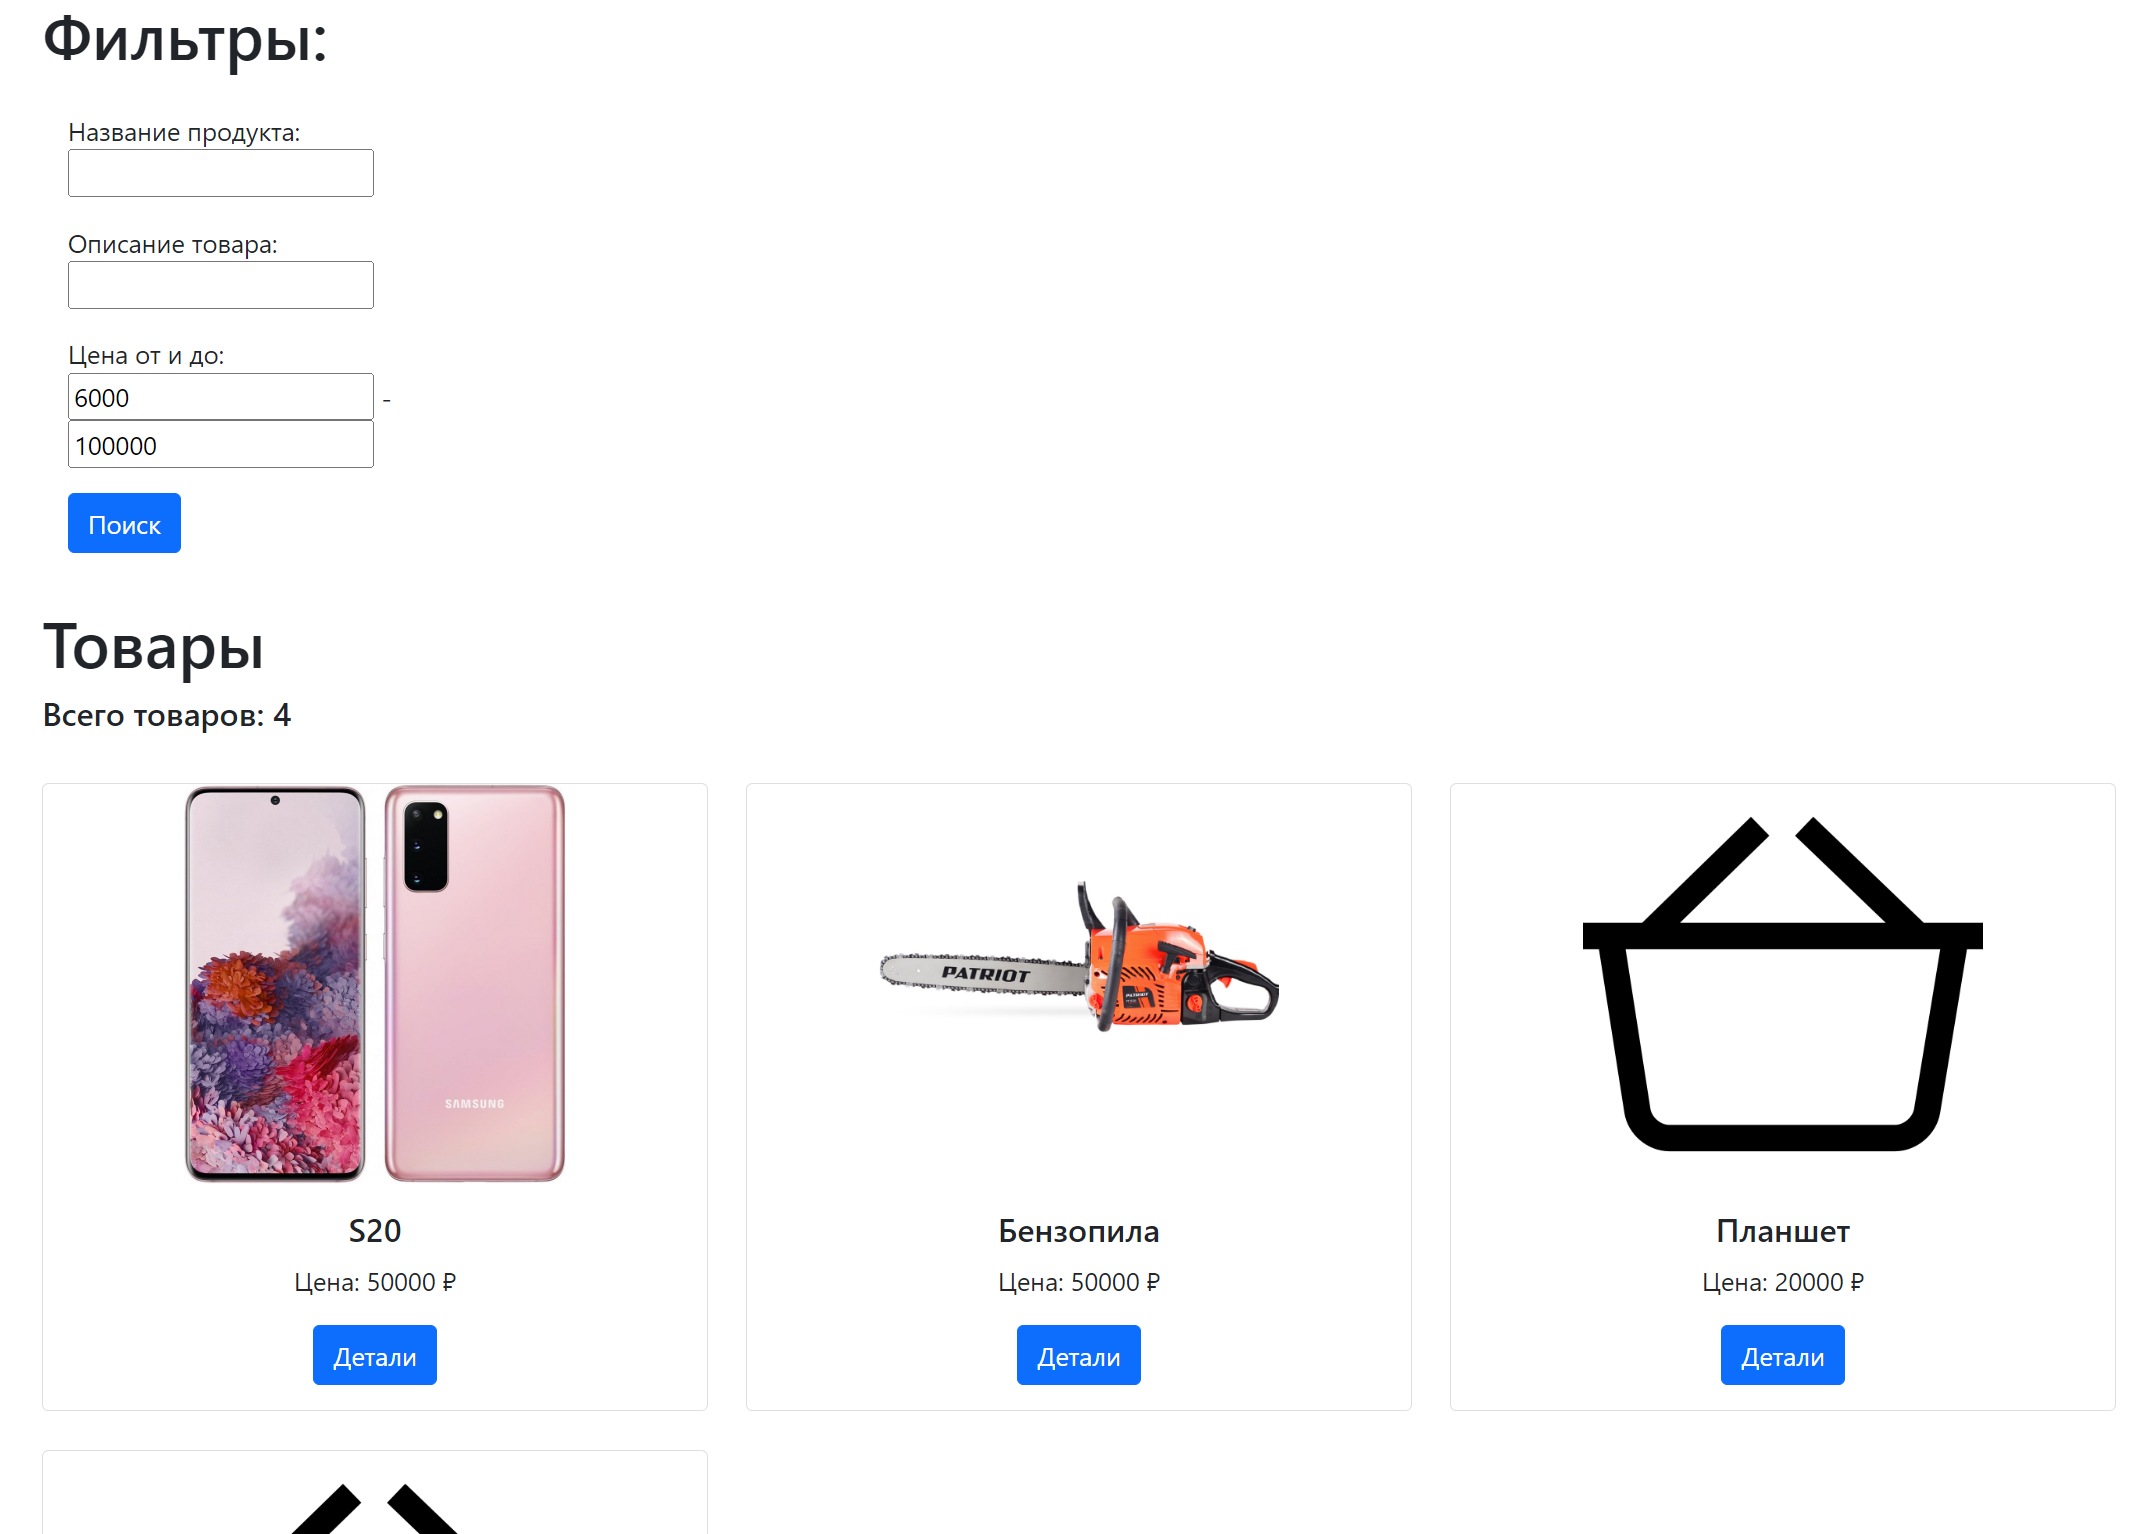 Фильтры:
Название продукта:
Описание товара:
Цена от и до:
6000 -
100000
Поиск
Товары
Всего товаров: 4
SAMSUNG
PATRIOT
PATRIOT
S20
Бензопила
Планшет
Цена: 50000 ₽
Цена: 50000 ₽
Цена: 20000 ₽
Детали
Детали
Детали